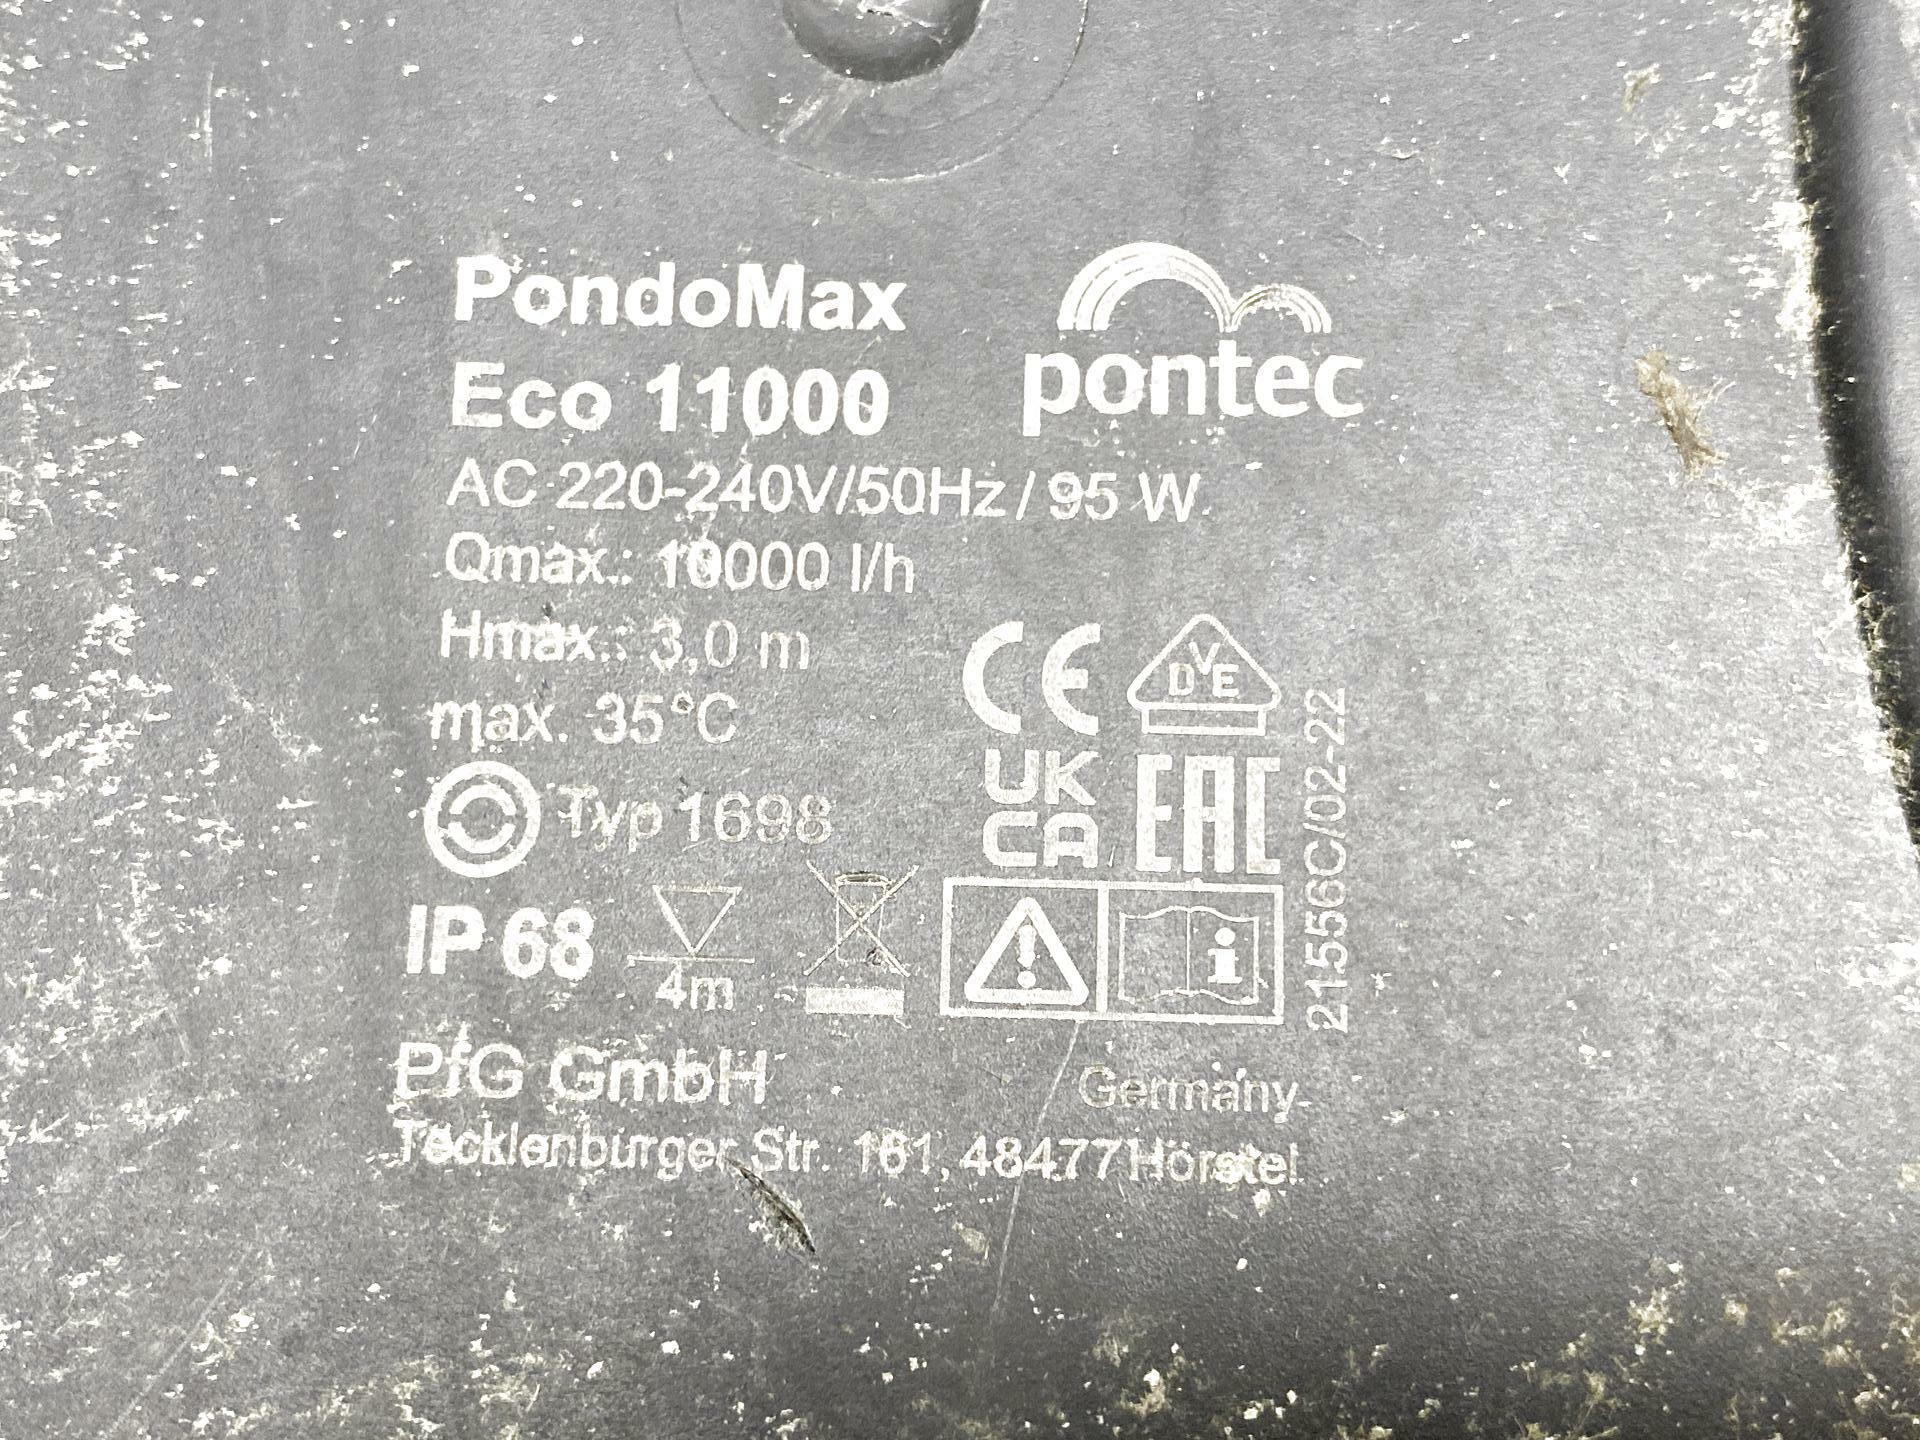 PondoMax
Eco 11000
pontec
AC 220-240V/50Hz / 95 W
Qmax.: 10000 l/h
Hmax.: 3,0 m
max. 35°C
CE
VDE
UK
CA
EAC
Typ 1698
IP 68
4m
21556C/02-22
PfG GmbH
Germany
Tecklenburger Str. 161, 48477 Hörstel